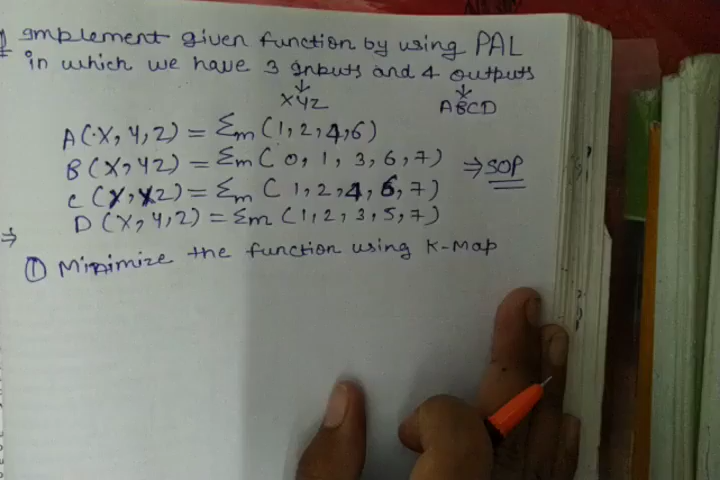 Implement given function by using PAL
in which we have 3 inputs and 4 outputs
XYZ ABCD
A(X, Y, Z) = Σm (1, 2, 4, 6)
B(X, YZ) = Σm (0, 1, 3, 6, 7) ⇒ SOP
C(X, YZ) = Σm (1, 2, 4, 6, 7)
D(X, Y, Z) = Σm (1, 2, 3, 5, 7)
⇒
① Minimize the function using K-Map